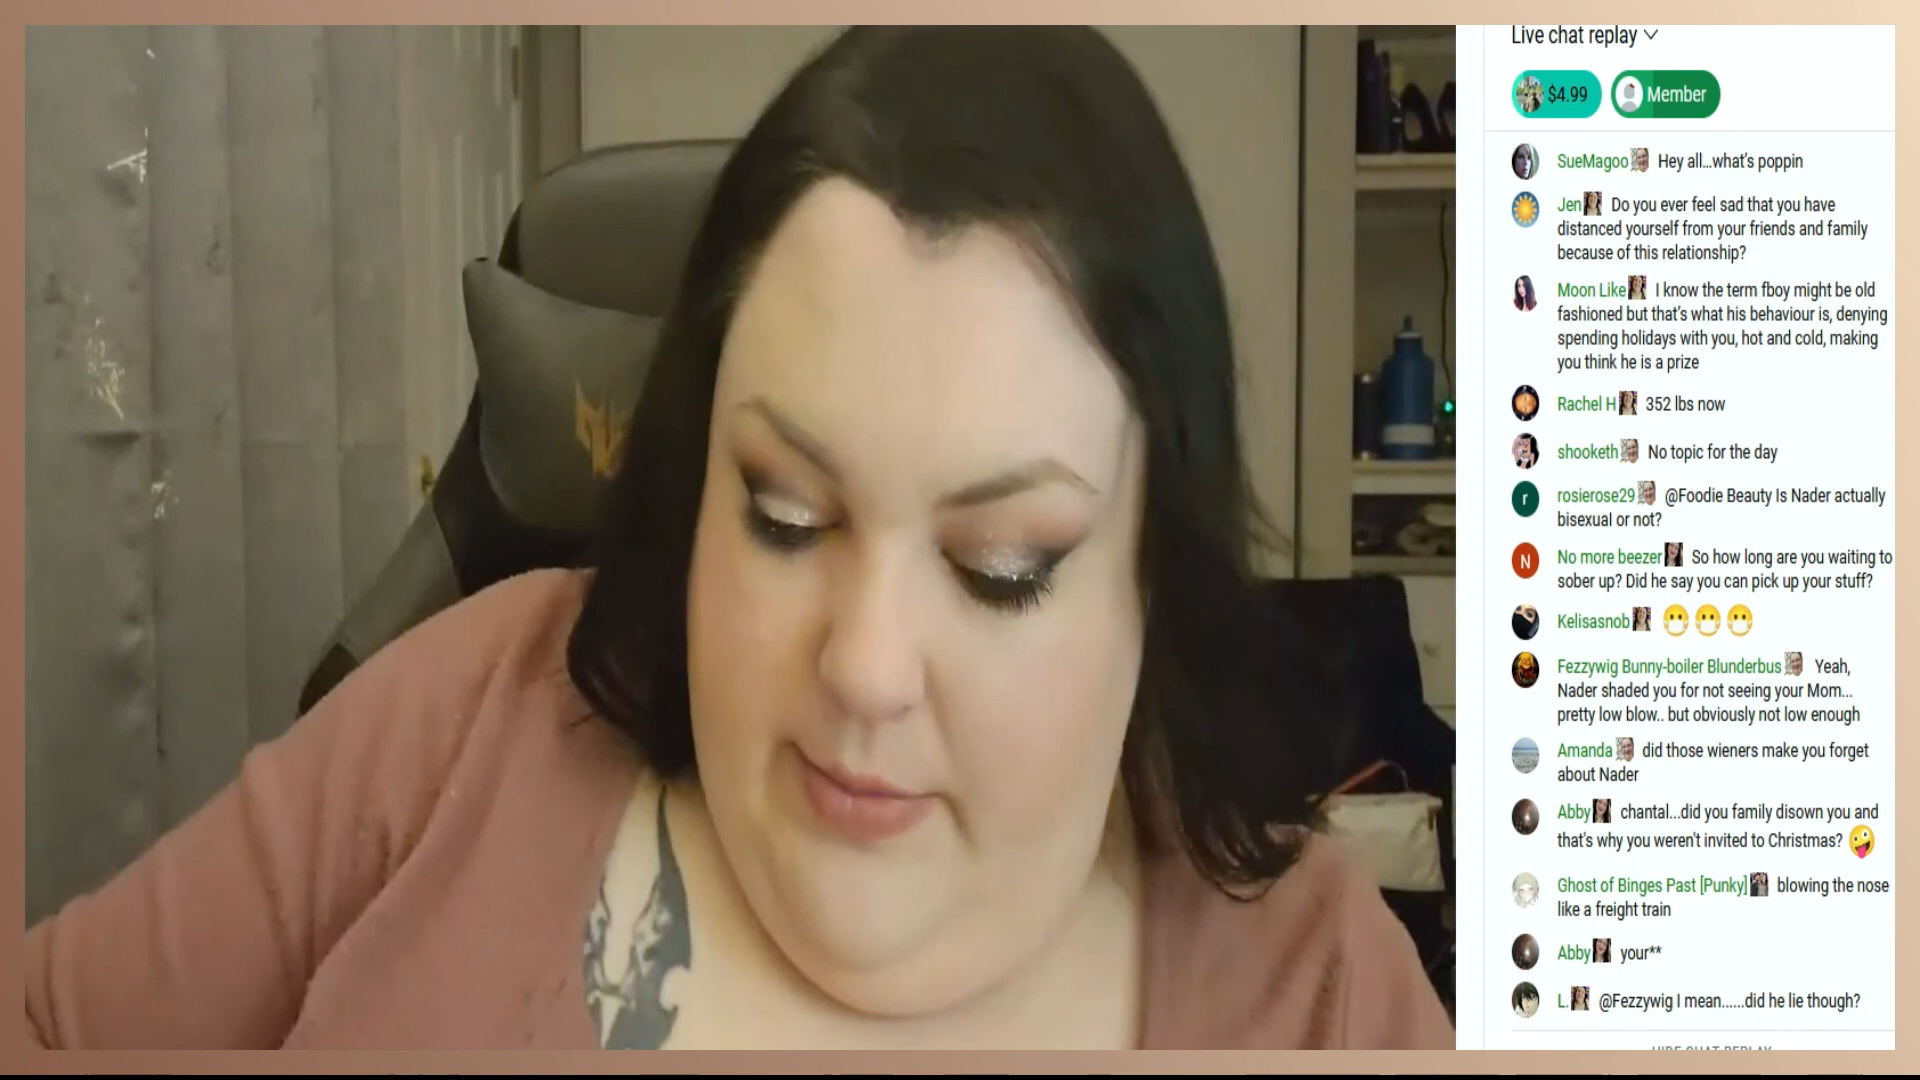 Live chat replay
$4.99 Member
SueMagoo Hey all...what's poppin
Jen Do you ever feel sad that you have
distanced yourself from your friends and family
because of this relationship?
Moon Like I know the term fboy might be old
fashioned but that's what his behaviour is, denying
spending holidays with you, hot and cold, making
you think he is a prize
Rachel H 352 lbs now
shooketh No topic for the day
rosierose29 @Foodie Beauty Is Nader actually
bisexual or not?
No more beezer So how long are you waiting to
sober up? Did he say you can pick up your stuff?
Kelisasnob 😷😷😷
Fezzywig Bunny-boiler Blunderbus Yeah,
Nader shaded you for not seeing your Mom...
pretty low blow.. but obviously not low enough
Amanda did those wieners make you forget
about Nader
Abby chantal...did you family disown you and
that's why you weren't invited to Christmas? 🤪
Ghost of Binges Past [Punky] blowing the nose
like a freight train
Abby your**
L. @Fezzywig I mean......did he lie though?
HIDE CHAT REPLAY